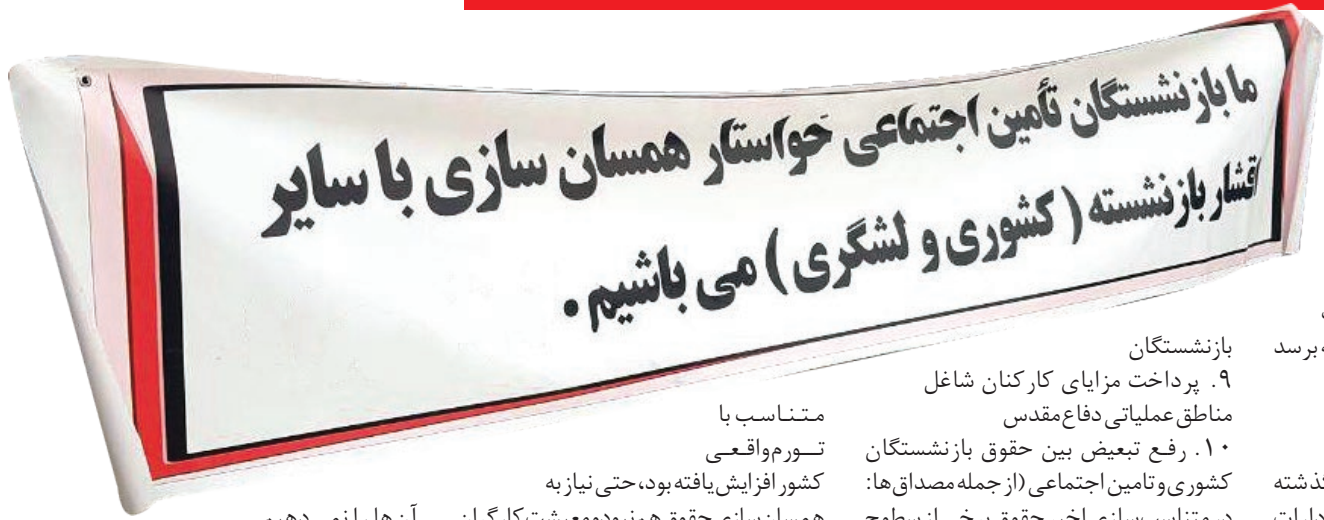 ما بازنشستگان تأمین اجتماعی خواستار همسان سازی با سایر
اقشار بازنشسته ( کشوری و لشگری ) می باشیم .
برسد
گذشته
بازنشستگان
۹. پرداخت مزایای کارکنان شاغل
مناطق عملیاتی دفاع مقدس
۱۰. رفع تبعیض بین حقوق بازنشستگان
کشوری و تامین اجتماعی (از جمله مصداق‌ها:
متناسب با
تورم واقعی
کشور افزایش یافته بود، حتی نیاز به